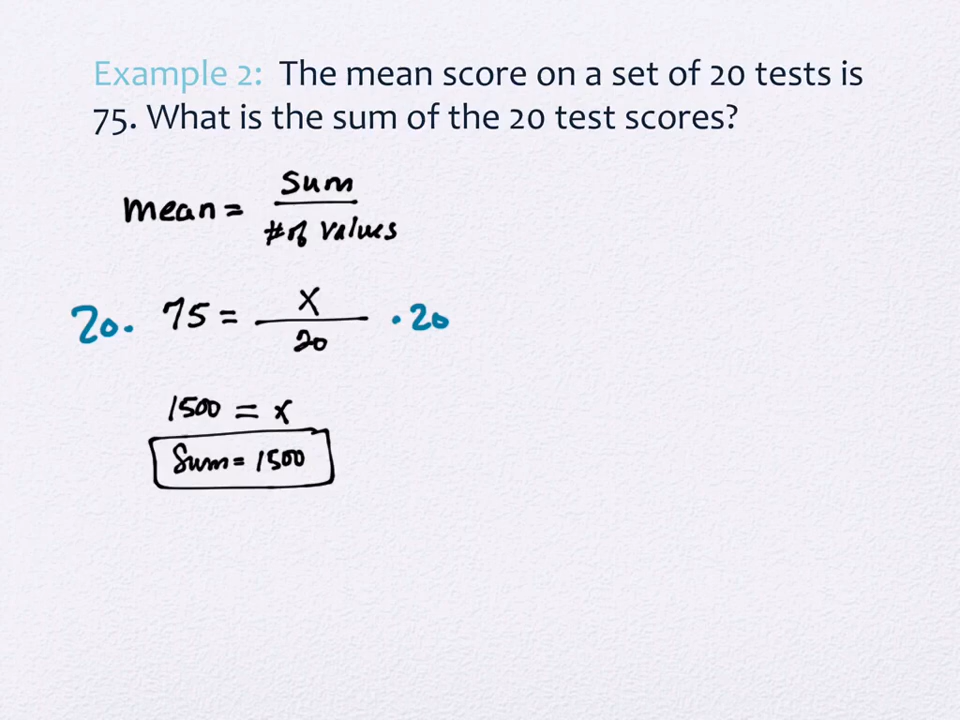 Example 2: The mean score on a set of 20 tests is
75. What is the sum of the 20 test scores?
mean = sum / # of values
20 · 75 = x / 20 · 20
1500 = x
Sum = 1500